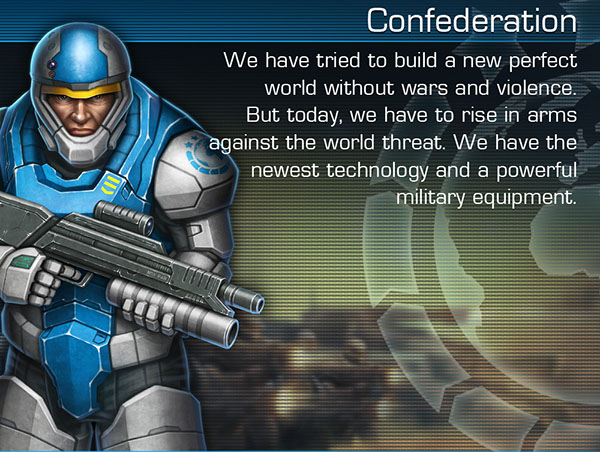 Confederation
We have tried to build a new perfect
world without wars and violence.
But today, we have to rise in arms
against the world threat. We have the
newest technology and a powerful
military equipment.